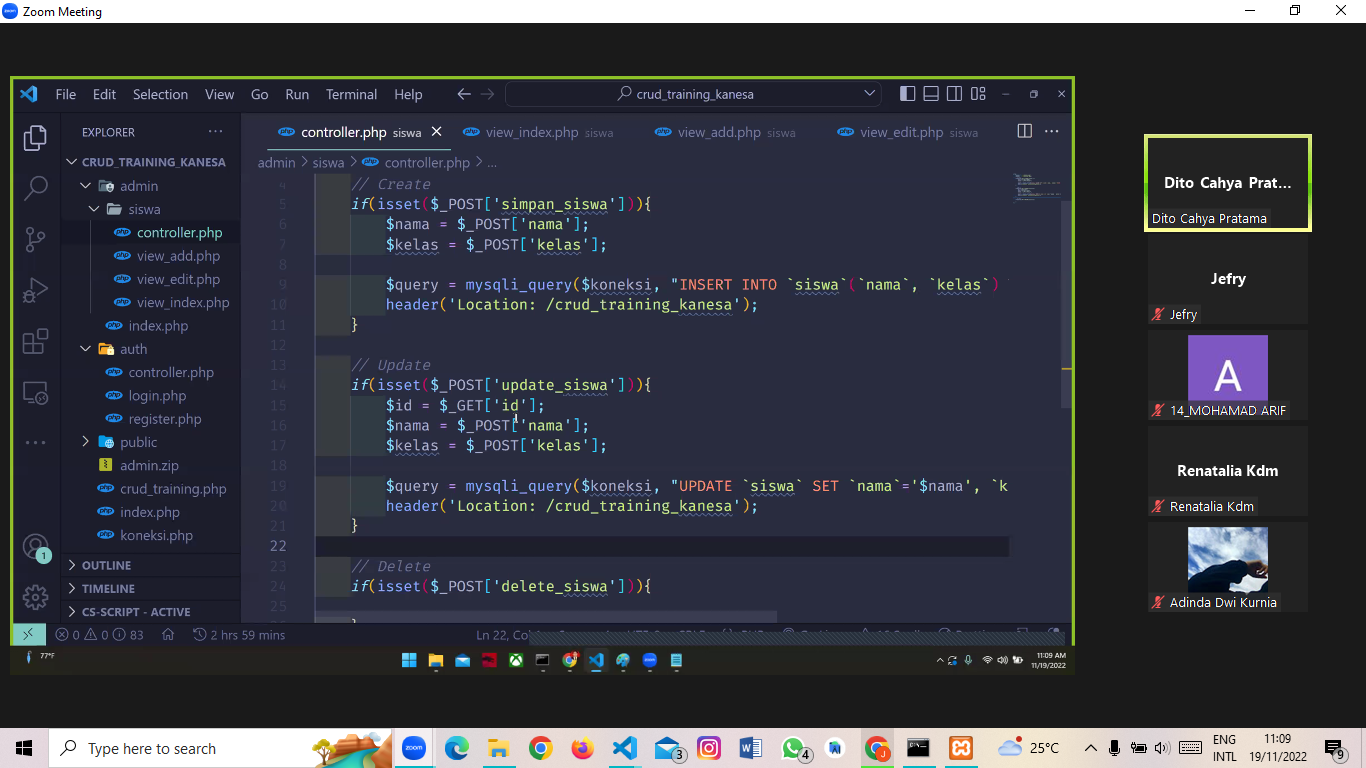 Zoom Meeting
File Edit Selection View Go Run Terminal Help
crud_training_kanesa
EXPLORER
controller.php siswa
view_index.php siswa
view_add.php siswa
view_edit.php siswa
CRUD_TRAINING_KANESA
admin
siswa
controller.php
view_add.php
view_edit.php
view_index.php
index.php
auth
controller.php
login.php
register.php
public
admin.zip
crud_training.php
index.php
koneksi.php
OUTLINE
TIMELINE
CS-SCRIPT - ACTIVE
1
admin > siswa > controller.php > ...
4 // Create
5 if(isset($_POST['simpan_siswa'])){
6 $nama = $_POST['nama'];
7 $kelas = $_POST['kelas'];
8
9 $query = mysqli_query($koneksi, "INSERT INTO `siswa`(`nama`, `kelas`)
10 header('Location: /crud_training_kanesa');
11 }
12
13 // Update
14 if(isset($_POST['update_siswa'])){
15 $id = $_GET['id'];
16 $nama = $_POST['nama'];
17 $kelas = $_POST['kelas'];
18
19 $query = mysqli_query($koneksi, "UPDATE `siswa` SET `nama`='$nama', `k
20 header('Location: /crud_training_kanesa');
21 }
22
23 // Delete
24 if(isset($_POST['delete_siswa'])){
25
0 0 83 2 hrs 59 mins
Ln 22,
77°F
11:09 AM
11/19/2022
Dito Cahya Prat...
Dito Cahya Pratama
Jefry
Jefry
A
14_MOHAMAD ARIF
Renatalia Kdm
Renatalia Kdm
Adinda Dwi Kurnia
Type here to search
zoom
3
4
J
25°C
ENG
INTL
11:09
19/11/2022
9